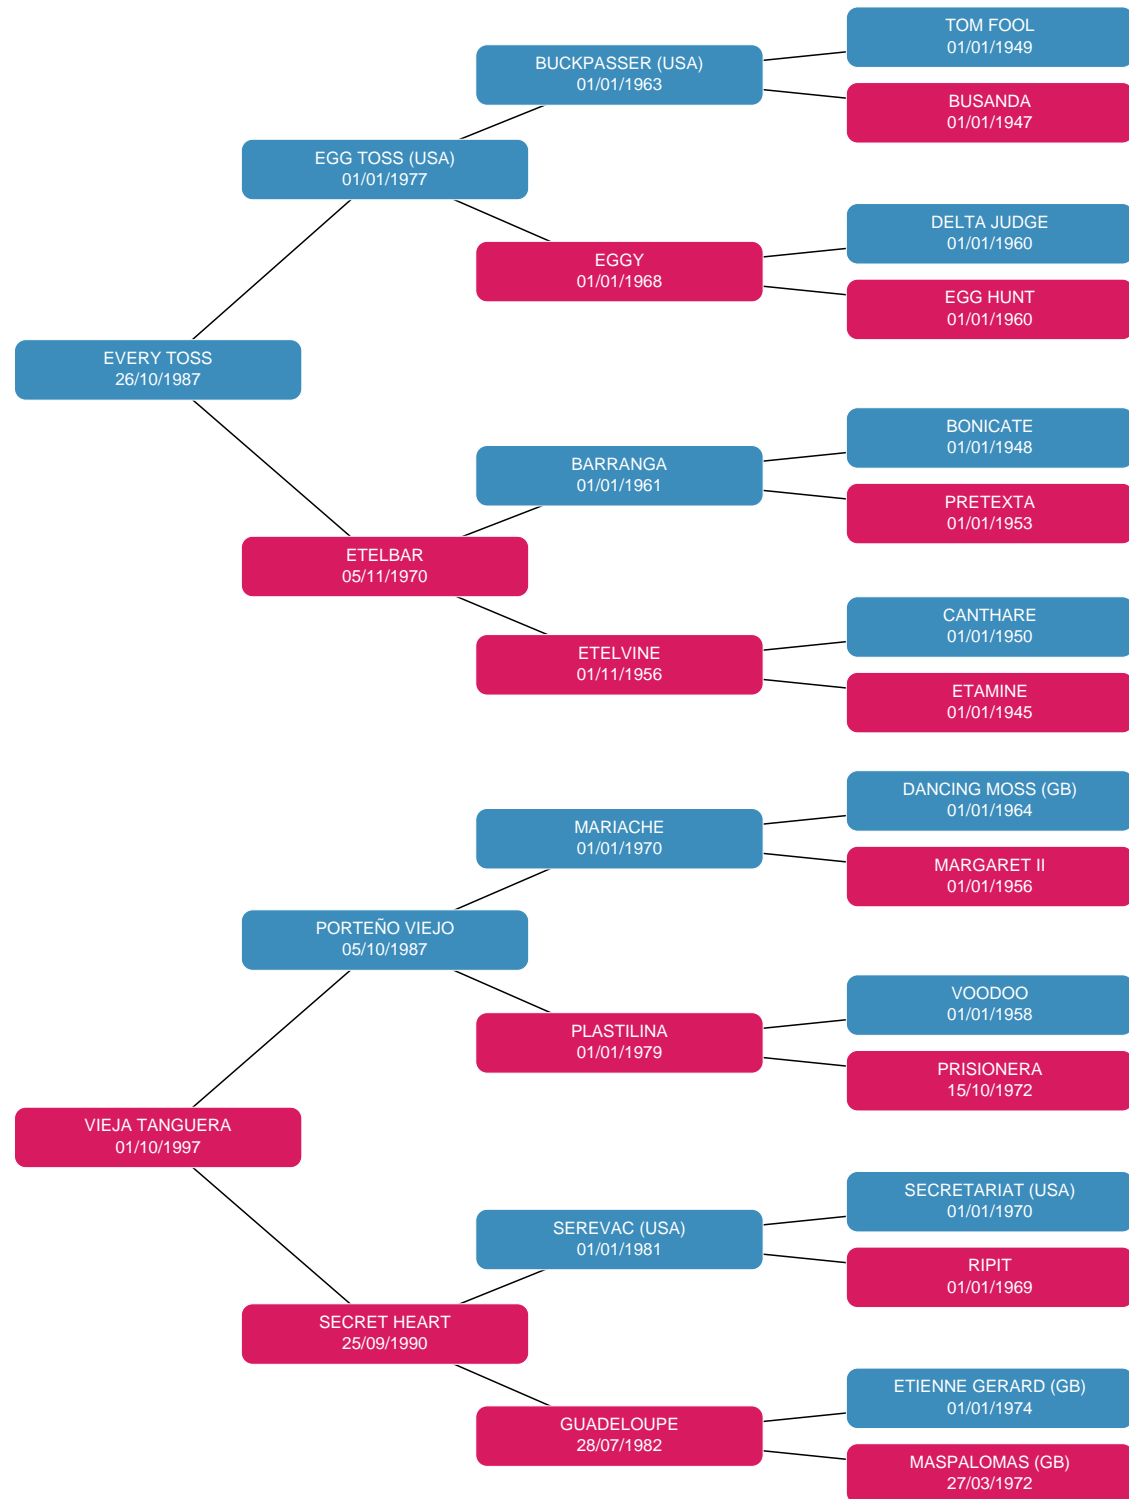 TOM FOOL
01/01/1949
BUCKPASSER (USA)
01/01/1963
BUSANDA
01/01/1947
EGG TOSS (USA)
01/01/1977
DELTA JUDGE
01/01/1960
EGGY
01/01/1968
EGG HUNT
01/01/1960
EVERY TOSS
26/10/1987
BONICATE
01/01/1948
BARRANGA
01/01/1961
PRETEXTA
01/01/1953
ETELBAR
05/11/1970
CANTHARE
01/01/1950
ETELVINE
01/11/1956
ETAMINE
01/01/1945
DANCING MOSS (GB)
01/01/1964
MARIACHE
01/01/1970
MARGARET II
01/01/1956
PORTEÑO VIEJO
05/10/1987
VOODOO
01/01/1958
PLASTILINA
01/01/1979
PRISIONERA
15/10/1972
VIEJA TANGUERA
01/10/1997
SECRETARIAT (USA)
01/01/1970
SEREVAC (USA)
01/01/1981
RIPIT
01/01/1969
SECRET HEART
25/09/1990
ETIENNE GERARD (GB)
01/01/1974
GUADELOUPE
28/07/1982
MASPALOMAS (GB)
27/03/1972